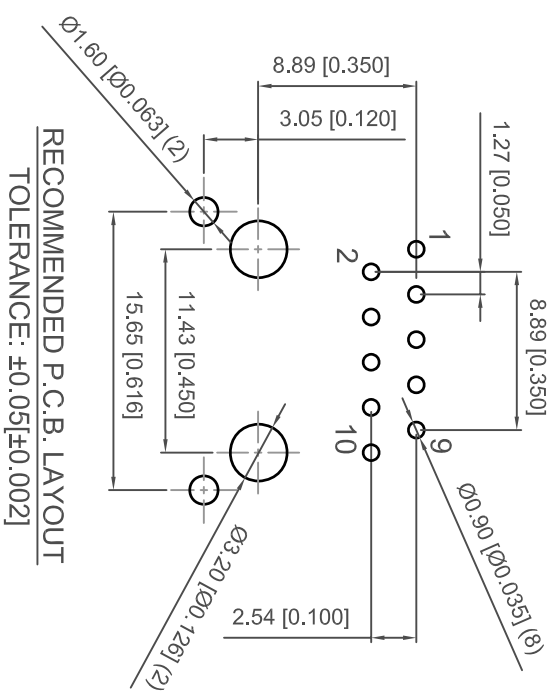 Ø1.60 [Ø0.063] (2)
8.89 [0.350]
3.05 [0.120]
1.27 [0.050]
8.89 [0.350]
1
2
9
10
Ø0.90 [Ø0.035] (8)
11.43 [0.450]
15.65 [0.616]
Ø3.20 [Ø0.126] (2)
2.54 [0.100]
RECOMMENDED P.C.B. LAYOUT
TOLERANCE: ±0.05[±0.002]